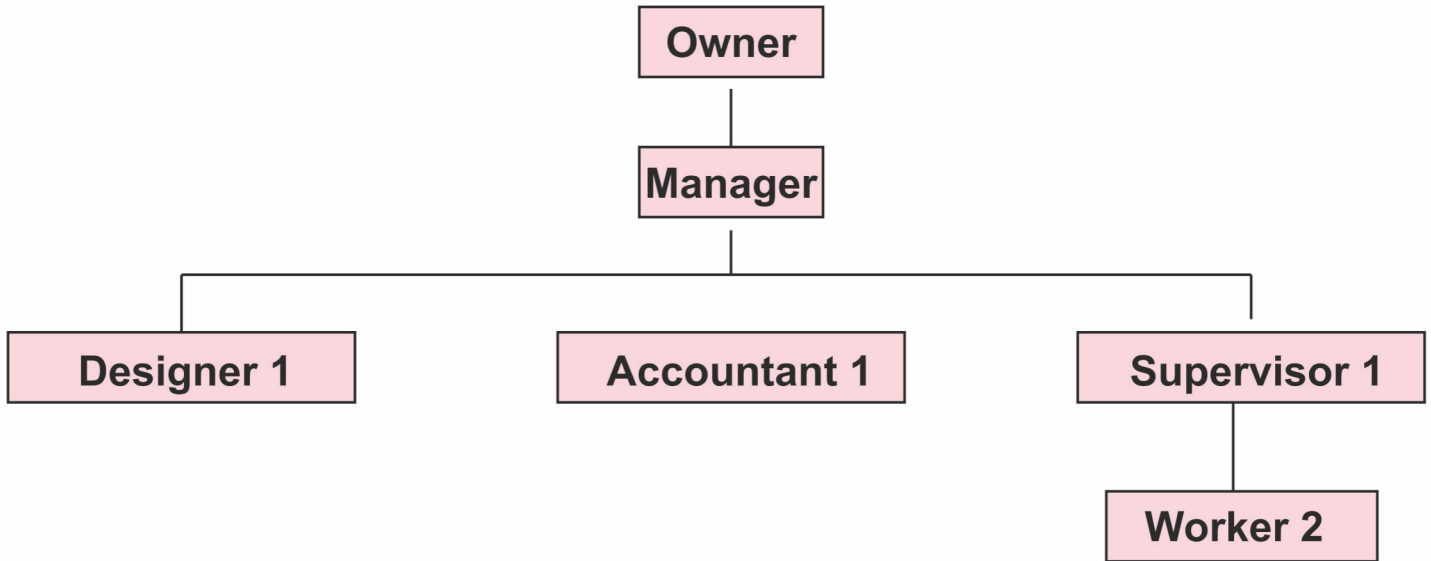 Owner
Manager
Designer 1
Accountant 1
Supervisor 1
Worker 2